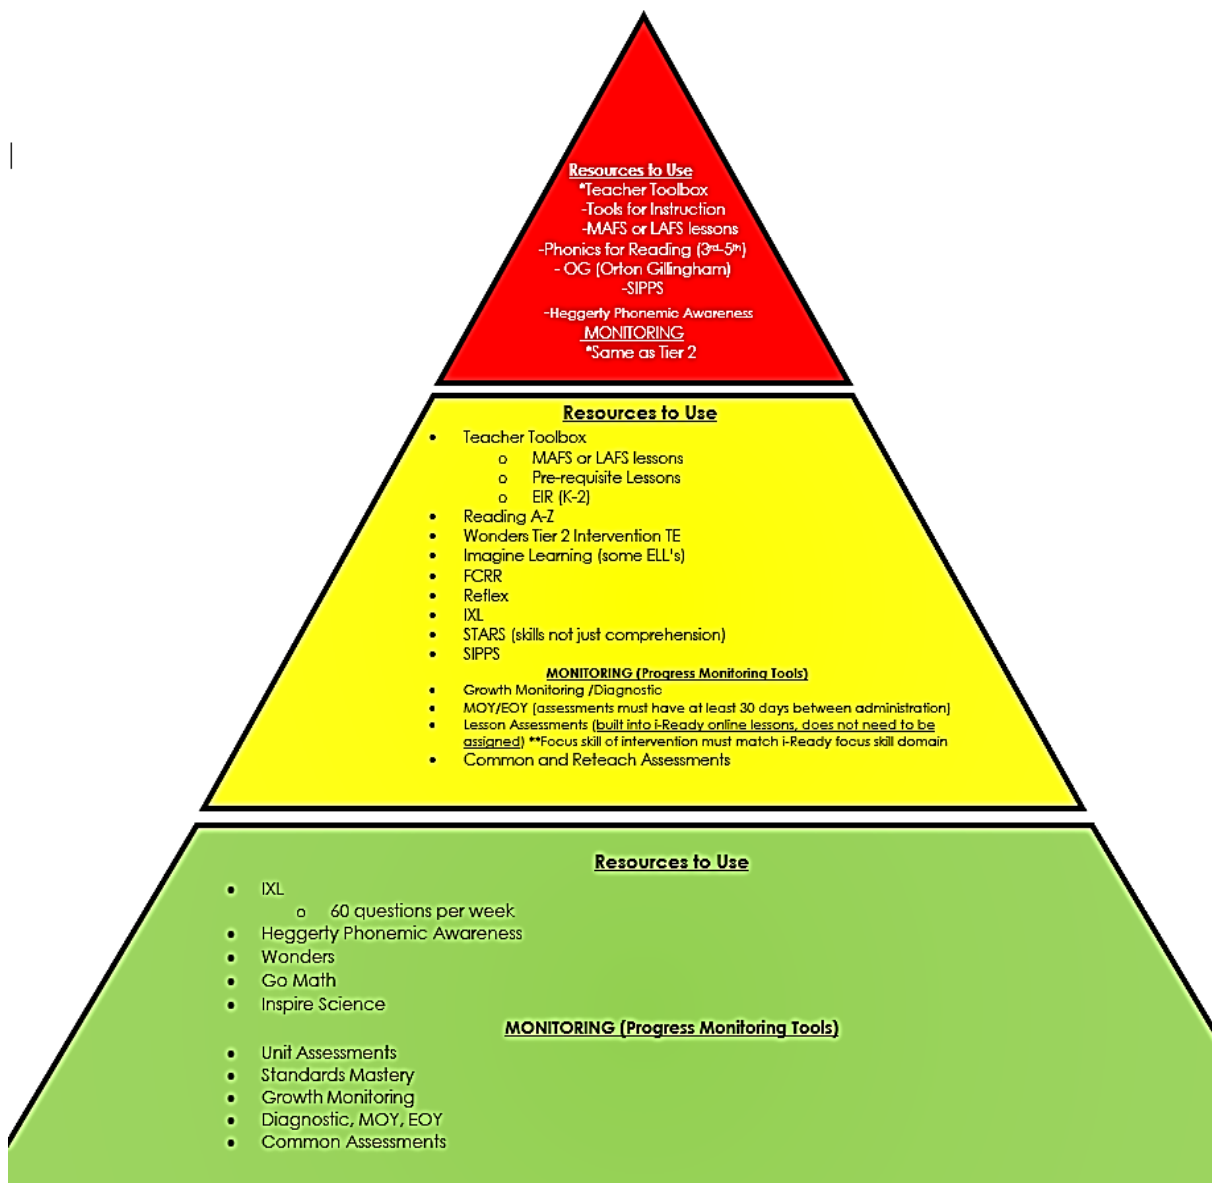 Resources to Use
*Teacher Toolbox
-Tools for Instruction
-MAFS or LAFS lessons
-Phonics for Reading (3rd-5th)
- OG (Orton Gillingham)
-SIPPS
-Heggerty Phonemic Awareness
MONITORING
*Same as Tier 2
Resources to Use
• Teacher Toolbox
o MAFS or LAFS lessons
o Pre-requisite Lessons
o EIR (K-2)
• Reading A-Z
• Wonders Tier 2 Intervention TE
• Imagine Learning (some ELL's)
• FCRR
• Reflex
• IXL
• STARS (skills not just comprehension)
• SIPPS
MONITORING (Progress Monitoring Tools)
• Growth Monitoring /Diagnostic
• MOY/EOY (assessments must have at least 30 days between administration)
• Lesson Assessments (built into i-Ready online lessons, does not need to be
assigned) **Focus skill of intervention must match i-Ready focus skill domain
• Common and Reteach Assessments
Resources to Use
• IXL
o 60 questions per week
• Heggerty Phonemic Awareness
• Wonders
• Go Math
• Inspire Science
MONITORING (Progress Monitoring Tools)
• Unit Assessments
• Standards Mastery
• Growth Monitoring
• Diagnostic, MOY, EOY
• Common Assessments